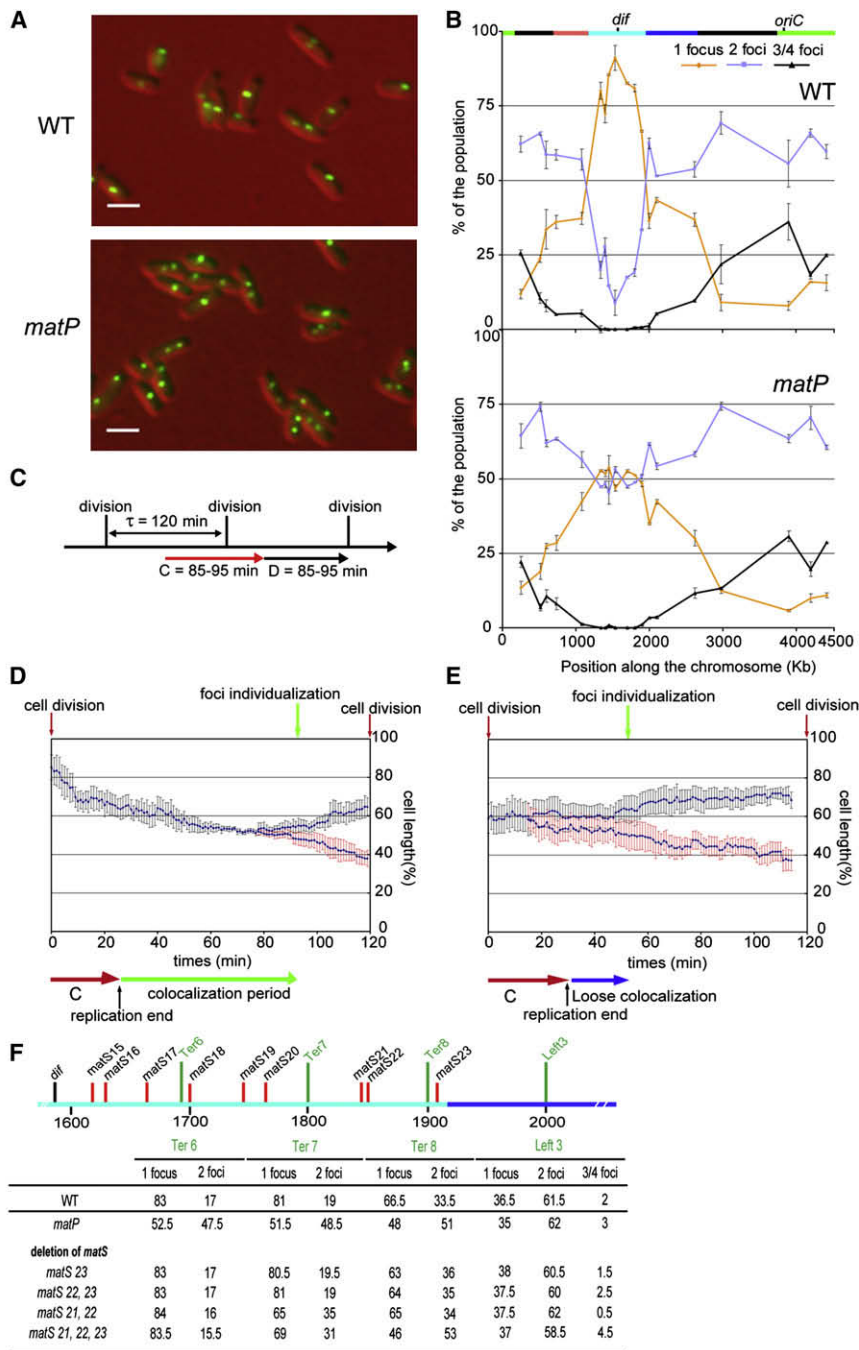 A
WT
matP
B
dif
oriC
1 focus
2 foci
3/4 foci
WT
% of the population
100
75
50
25
0
matP
% of the population
100
75
50
25
0
0
1000
2000
3000
4000
4500
Position along the chromosome (Kb)
C
division
division
division
τ = 120 min
C = 85-95 min
D = 85-95 min
D
foci individualization
cell division
cell division
100
80
60
40
20
0
cell length(%)
0
20
40
60
80
100
120
times (min)
C
colocalization period
replication end
E
foci individualization
cell division
cell division
100
80
60
40
20
0
cell length(%)
0
20
40
60
80
100
120
times (min)
C
Loose colocalization
replication end
F
dif
matS15
matS16
matS17
Ter6
matS18
matS19
matS20
Ter7
matS21
matS22
Ter8
matS23
Left3
1600
1700
1800
1900
2000
Ter 6 Ter 7 Ter 8 Left 3
1 focus 2 foci 1 focus 2 foci 1 focus 2 foci 1 focus 2 foci 3/4 foci
WT 83 17 81 19 66.5 33.5 36.5 61.5 2
matP 52.5 47.5 51.5 48.5 48 51 35 62 3
deletion of matS
matS 23 83 17 80.5 19.5 63 36 38 60.5 1.5
matS 22, 23 83 17 81 19 64 35 37.5 60 2.5
matS 21, 22 84 16 65 35 65 34 37.5 62 0.5
matS 21, 22, 23 83.5 15.5 69 31 46 53 37 58.5 4.5